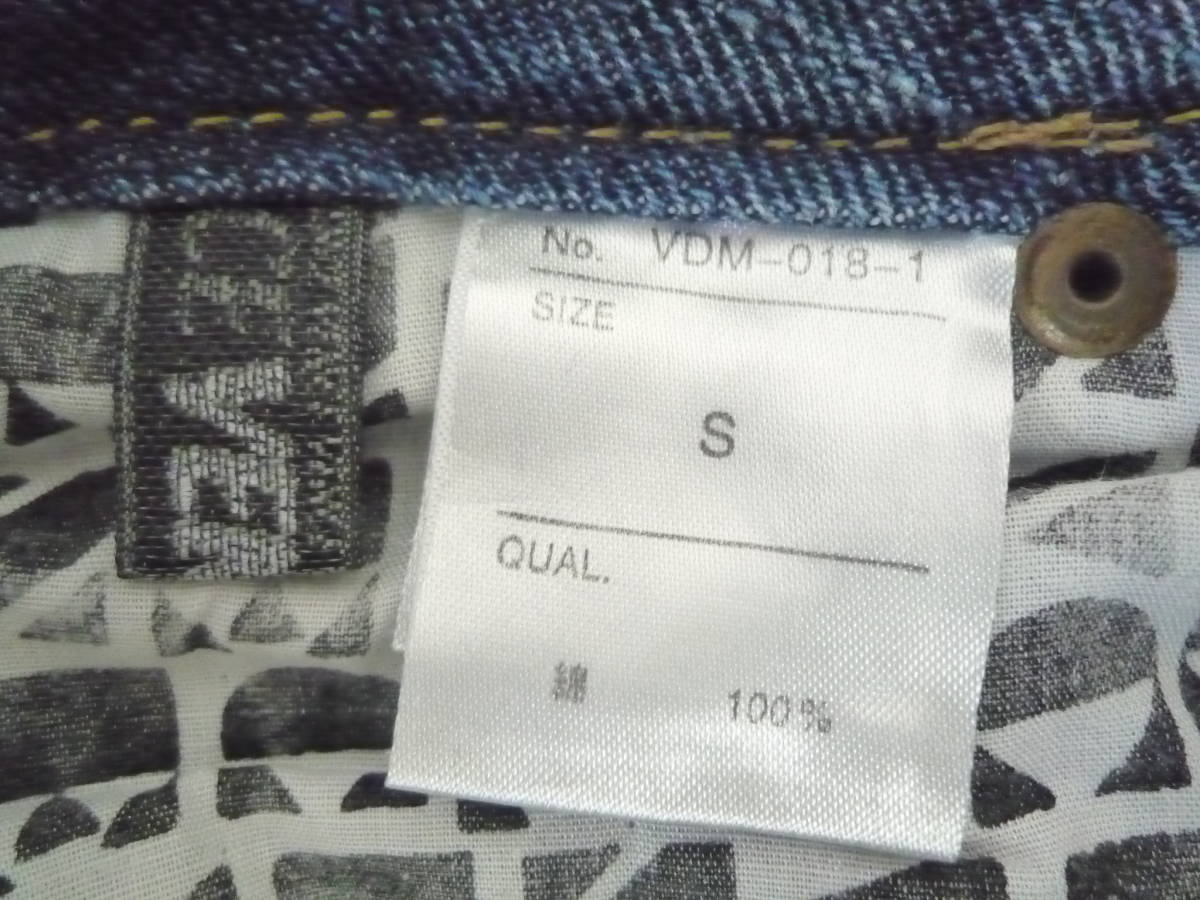 No. VDM-018-1
SIZE
S
QUAL.
綿 100%